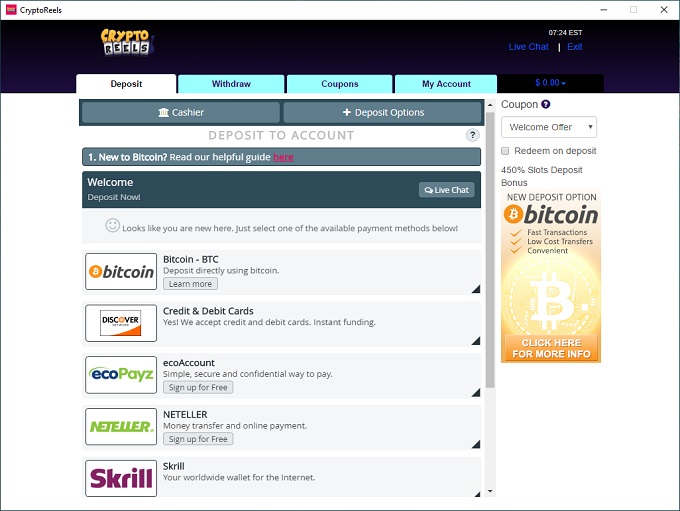 CryptoReels
CRYPTO
REELS
07:24 EST
Live Chat | Exit
Deposit
Withdraw
Coupons
My Account
$ 0.00
Cashier
Deposit Options
DEPOSIT TO ACCOUNT
?
1. New to Bitcoin? Read our helpful guide here
Welcome
Deposit Now!
Live Chat
Looks like you are new here. Just select one of the available payment methods below!
bitcoin
Bitcoin - BTC
Deposit directly using bitcoin.
Learn more
DISCOVER
Credit & Debit Cards
Yes! We accept credit and debit cards. Instant funding.
ecoPayz
ecoAccount
Simple, secure and confidential way to pay.
Sign up for Free
NETELLER
NETELLER
Money transfer and online payment.
Sign up for Free
Skrill
Skrill
Your worldwide wallet for the Internet.
Coupon ?
Welcome Offer
Redeem on deposit
450% Slots Deposit
Bonus
NEW DEPOSIT OPTION
bitcoin
Fast Transactions
Low Cost Transfers
Convenient
CLICK HERE
FOR MORE INFO